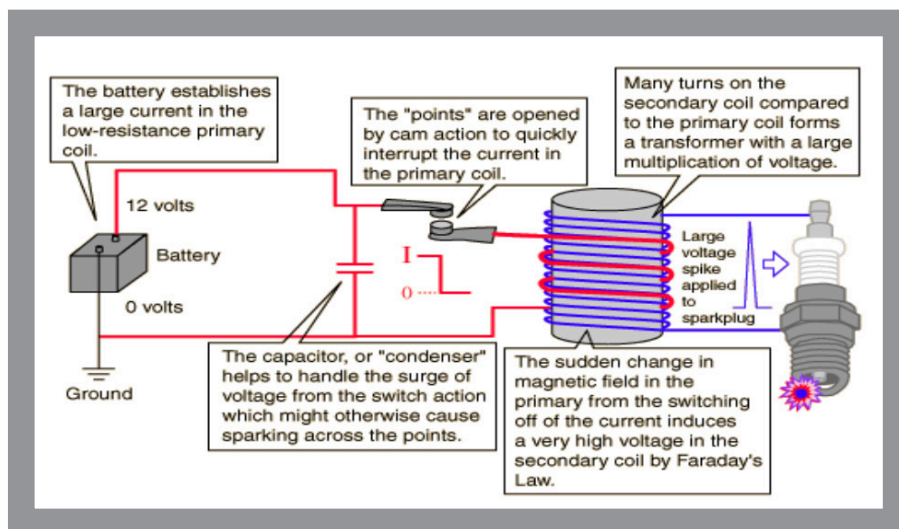 The battery establishes
a large current in the
low-resistance primary
coil.
The "points" are opened
by cam action to quickly
interrupt the current in
the primary coil.
Many turns on the
secondary coil compared
to the primary coil forms
a transformer with a large
multiplication of voltage.
12 volts
Battery
0 volts
Ground
I
0
Large
voltage
spike
applied
to
sparkplug
The capacitor, or "condenser"
helps to handle the surge of
voltage from the switch action
which might otherwise cause
sparking across the points.
The sudden change in
magnetic field in the
primary from the switching
off of the current induces
a very high voltage in the
secondary coil by Faraday's
Law.